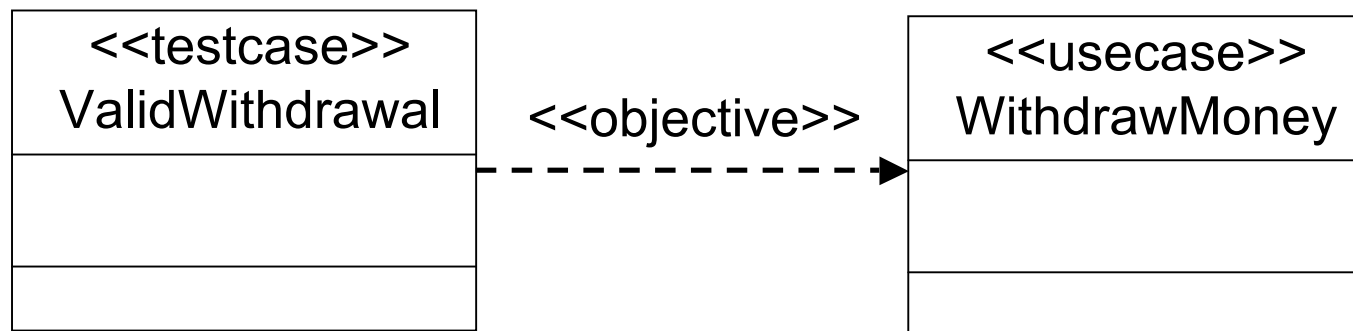 <<testcase>>
ValidWithdrawal
<<objective>>
<<usecase>>
WithdrawMoney